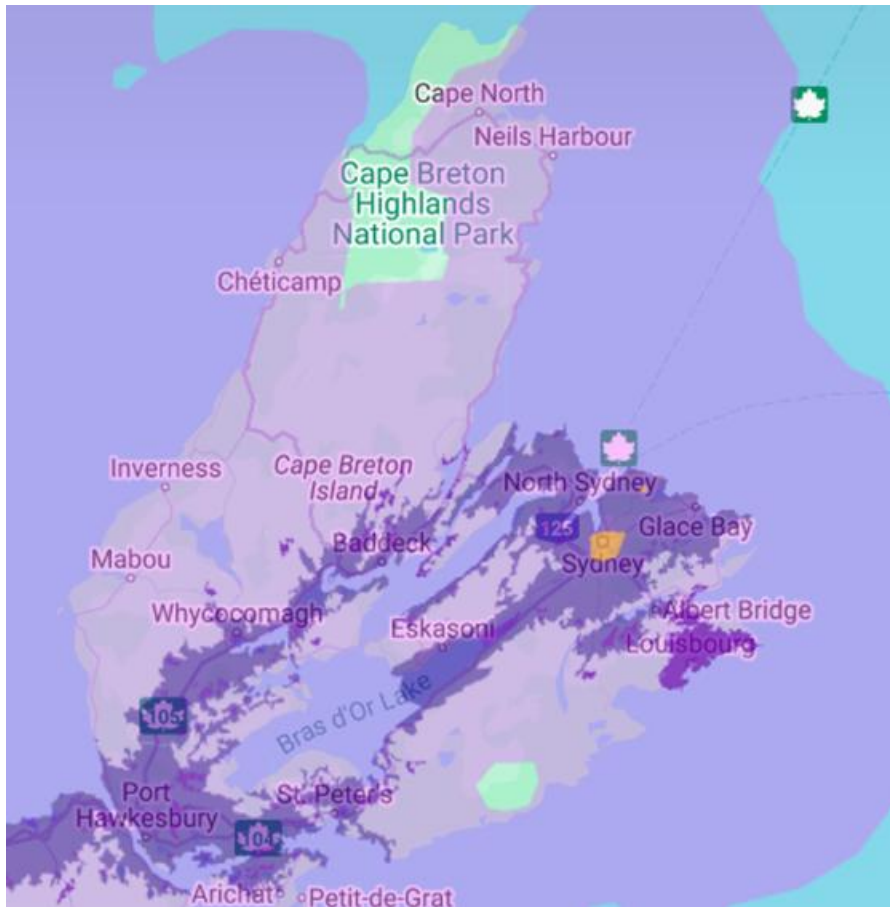 Cape North
Neils Harbour
Cape Breton
Highlands
National Park
Chéticamp
Inverness
Cape Breton
Island
North Sydney
125
Glace Bay
Mabou
Baddeck
Sydney
Whycocomagh
Eskasoni
Albert Bridge
Louisbourg
105
Bras d'Or Lake
Port
Hawkesbury
St. Peter's
104
Arichat
Petit-de-Grat